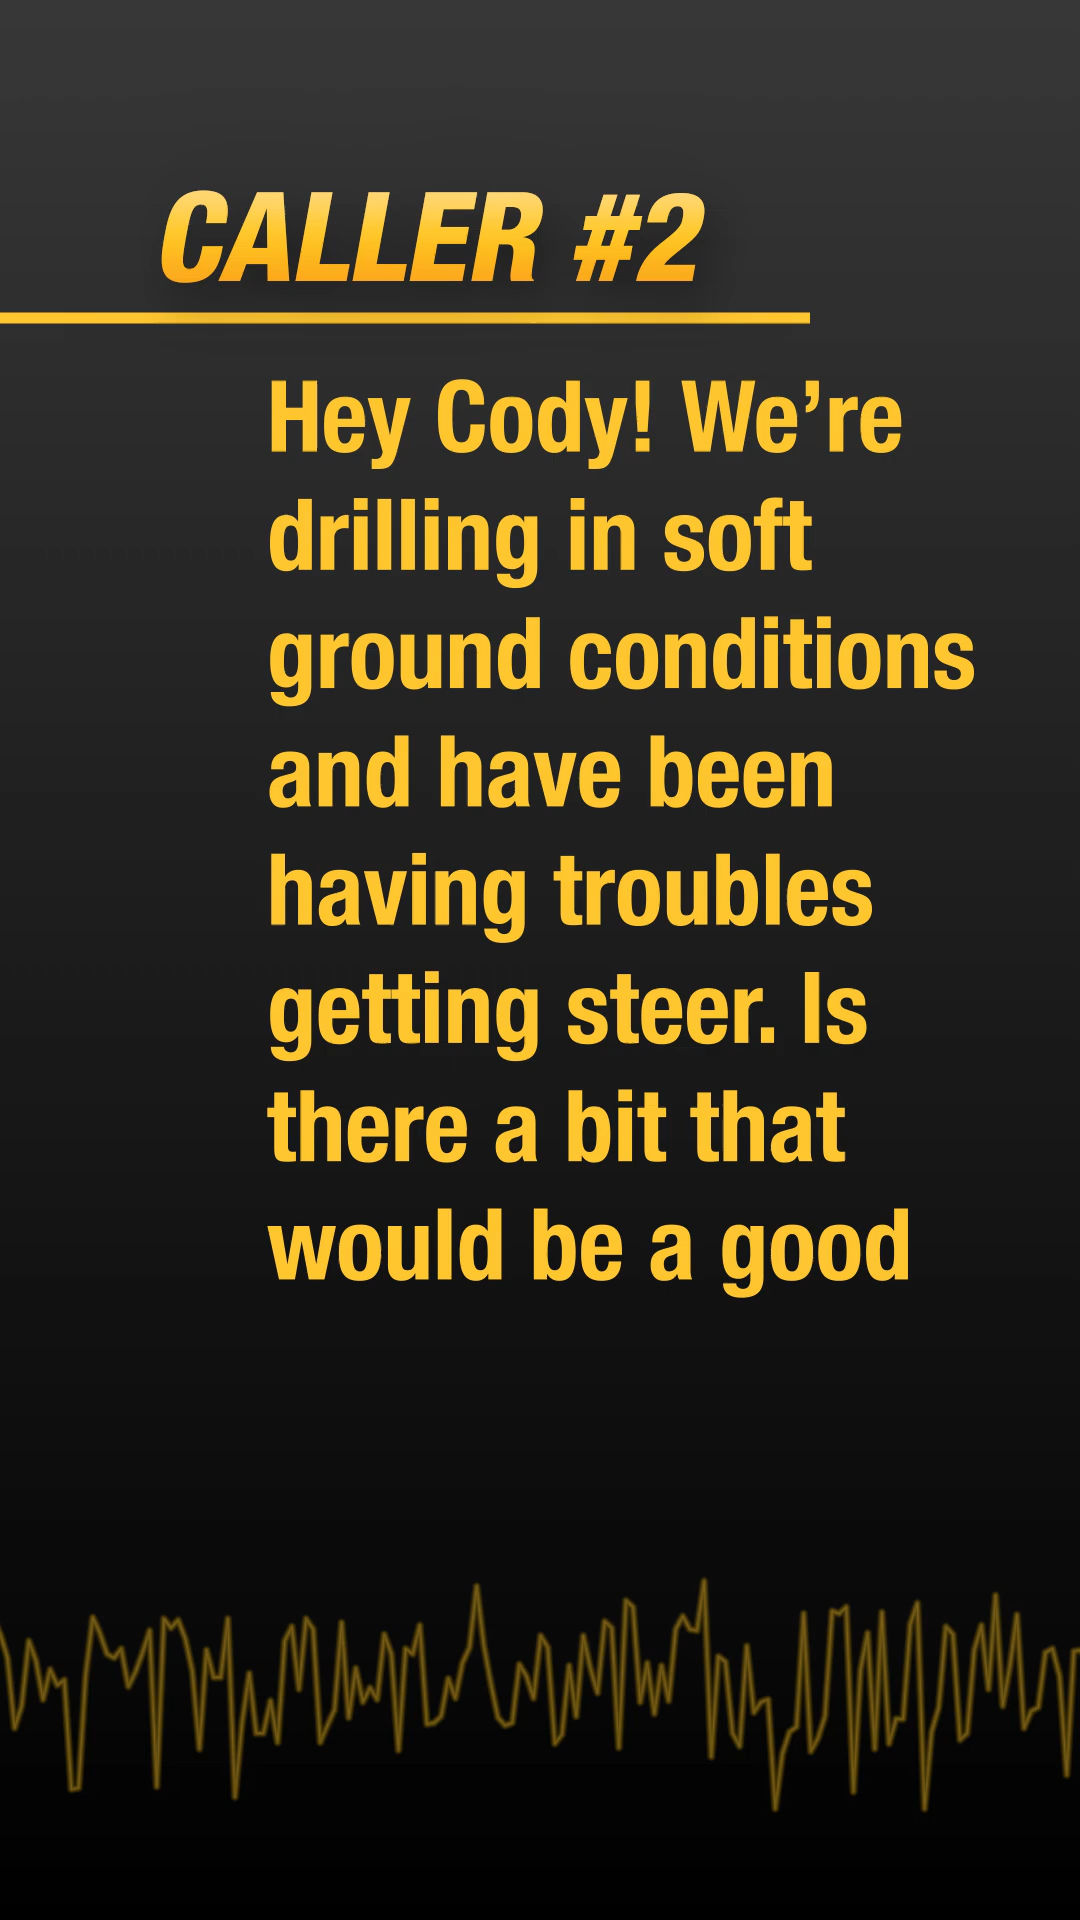 CALLER #2
Hey Cody! We’re
drilling in soft
ground conditions
and have been
having troubles
getting steer. Is
there a bit that
would be a good